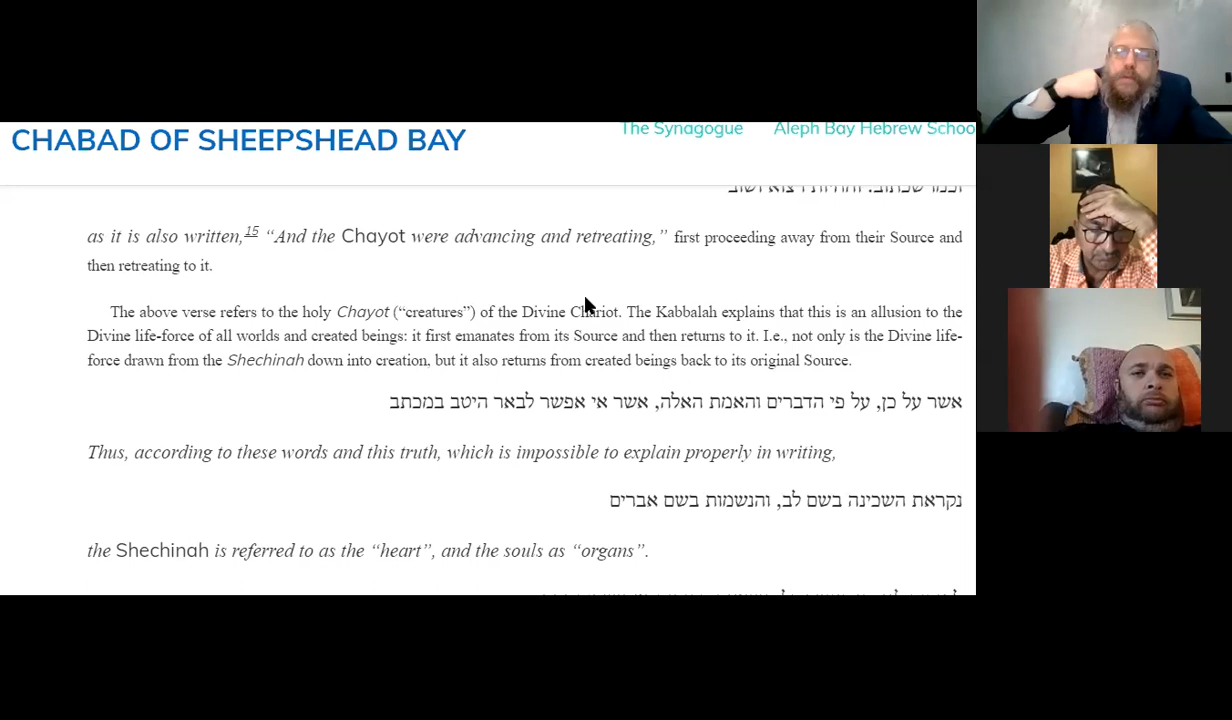 The Synagogue Aleph Bay Hebrew Schoo
CHABAD OF SHEEPSHEAD BAY
as it is also written,15 “And the Chayot were advancing and retreating,” first proceeding away from their Source and
then retreating to it.
The above verse refers to the holy Chayot (“creatures”) of the Divine Chariot. The Kabbalah explains that this is an allusion to the
Divine life-force of all worlds and created beings: it first emanates from its Source and then returns to it. I.e., not only is the Divine life-
force drawn from the Shechinah down into creation, but it also returns from created beings back to its original Source.
אשר על כן, על פי הדברים והאמת האלה, אשר אי אפשר לבאר היטב במכתב
Thus, according to these words and this truth, which is impossible to explain properly in writing,
נקראת השכינה בשם לב, והנשמות בשם אברים
the Shechinah is referred to as the “heart”, and the souls as “organs”.